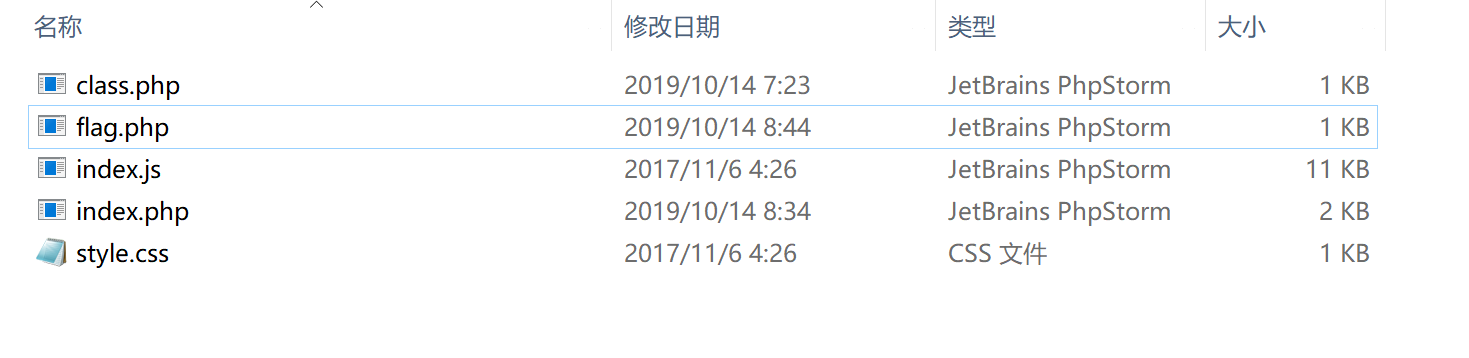 名称 修改日期 类型 大小
class.php 2019/10/14 7:23 JetBrains PhpStorm 1 KB
flag.php 2019/10/14 8:44 JetBrains PhpStorm 1 KB
index.js 2017/11/6 4:26 JetBrains PhpStorm 11 KB
index.php 2019/10/14 8:34 JetBrains PhpStorm 2 KB
style.css 2017/11/6 4:26 CSS 文件 1 KB